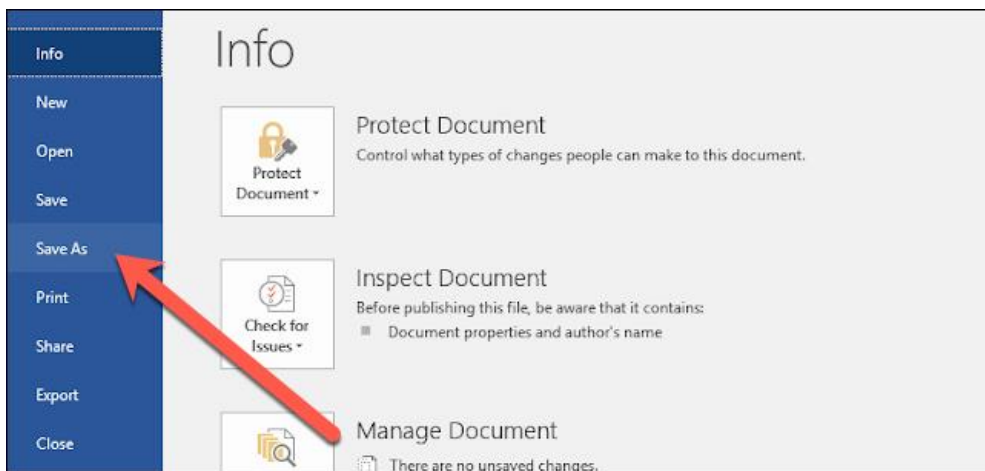 Info
New
Open
Save
Save As
Print
Share
Export
Close
Info
Protect
Document
Protect Document
Control what types of changes people can make to this document.
Check for
Issues
Inspect Document
Before publishing this file, be aware that it contains:
Document properties and author's name
Manage Document
There are no unsaved changes.